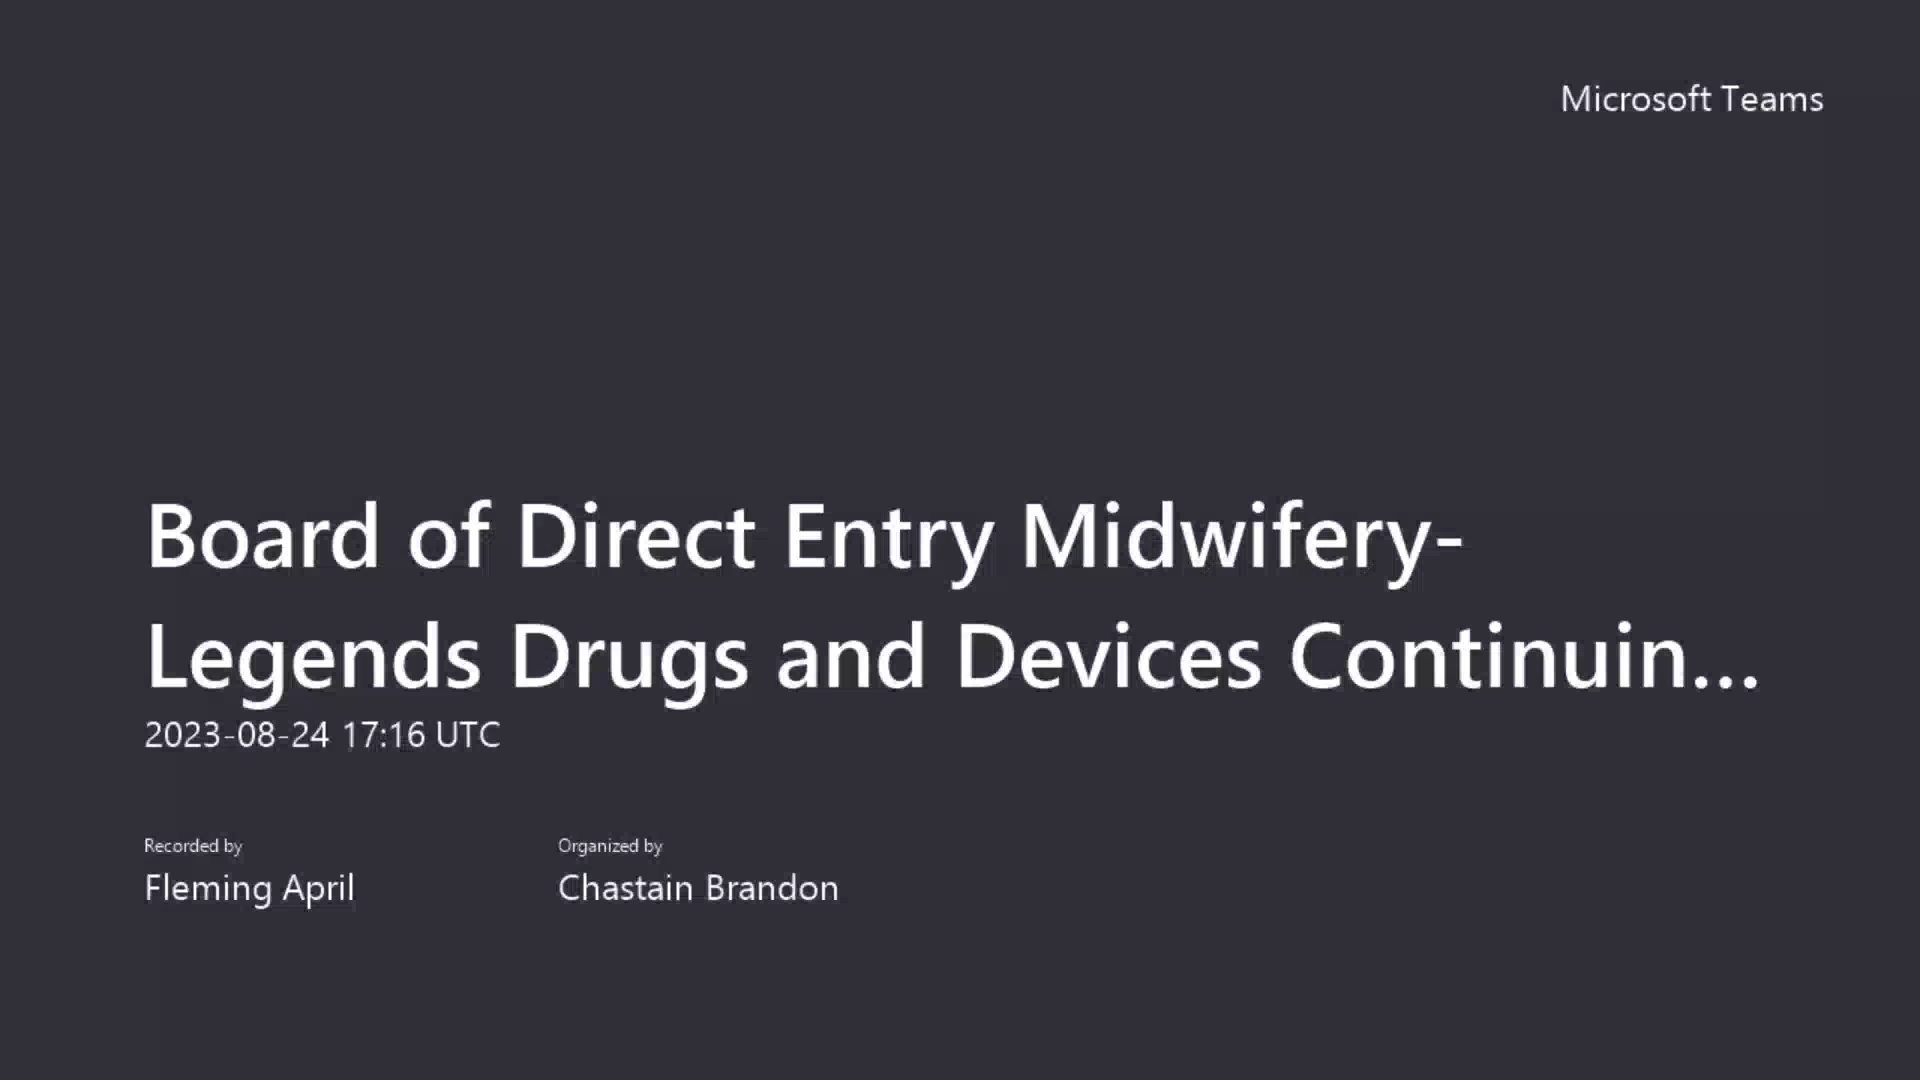 Microsoft Teams
Board of Direct Entry Midwifery-
Legends Drugs and Devices Continuin...
2023-08-24 17:16 UTC
Recorded by
Organized by
Fleming April
Chastain Brandon